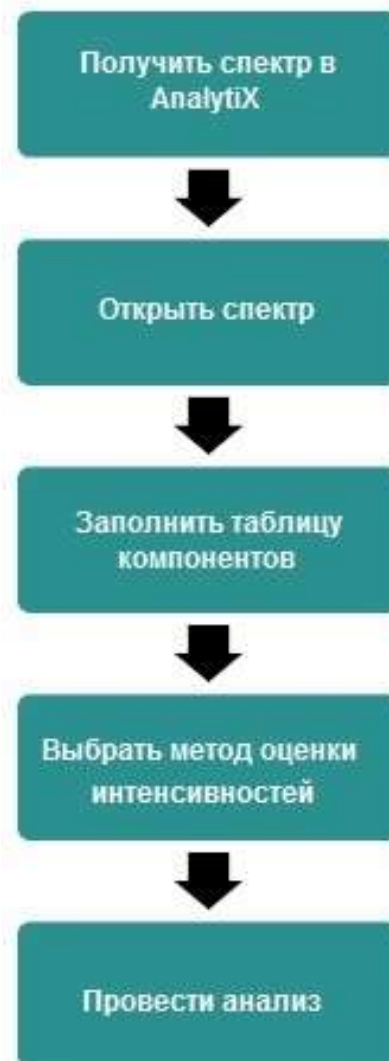 Получить спектр в
AnalytiX
Открыть спектр
Заполнить таблицу
компонентов
Выбрать метод оценки
интенсивностей
Провести анализ